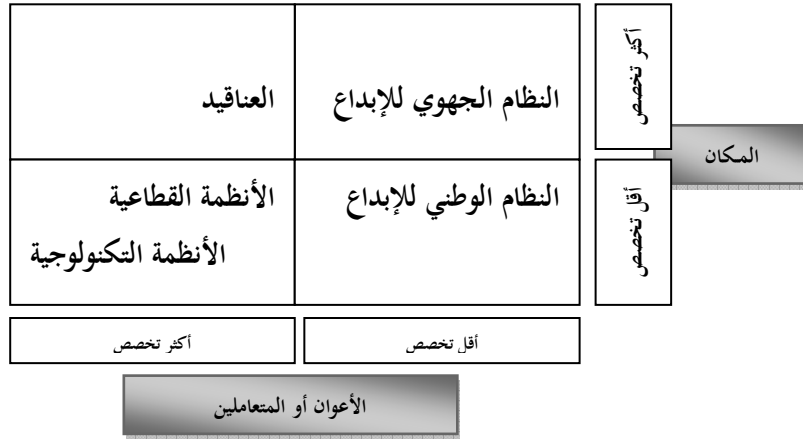 أكثر تخصص
النظام الجهوي للإبداع
العناقيد
المكان
أقل تخصص
النظام الوطني للإبداع
الأنظمة القطاعية
الأنظمة التكنولوجية
أقل تخصص
أكثر تخصص
الأعوان أو المتعاملين